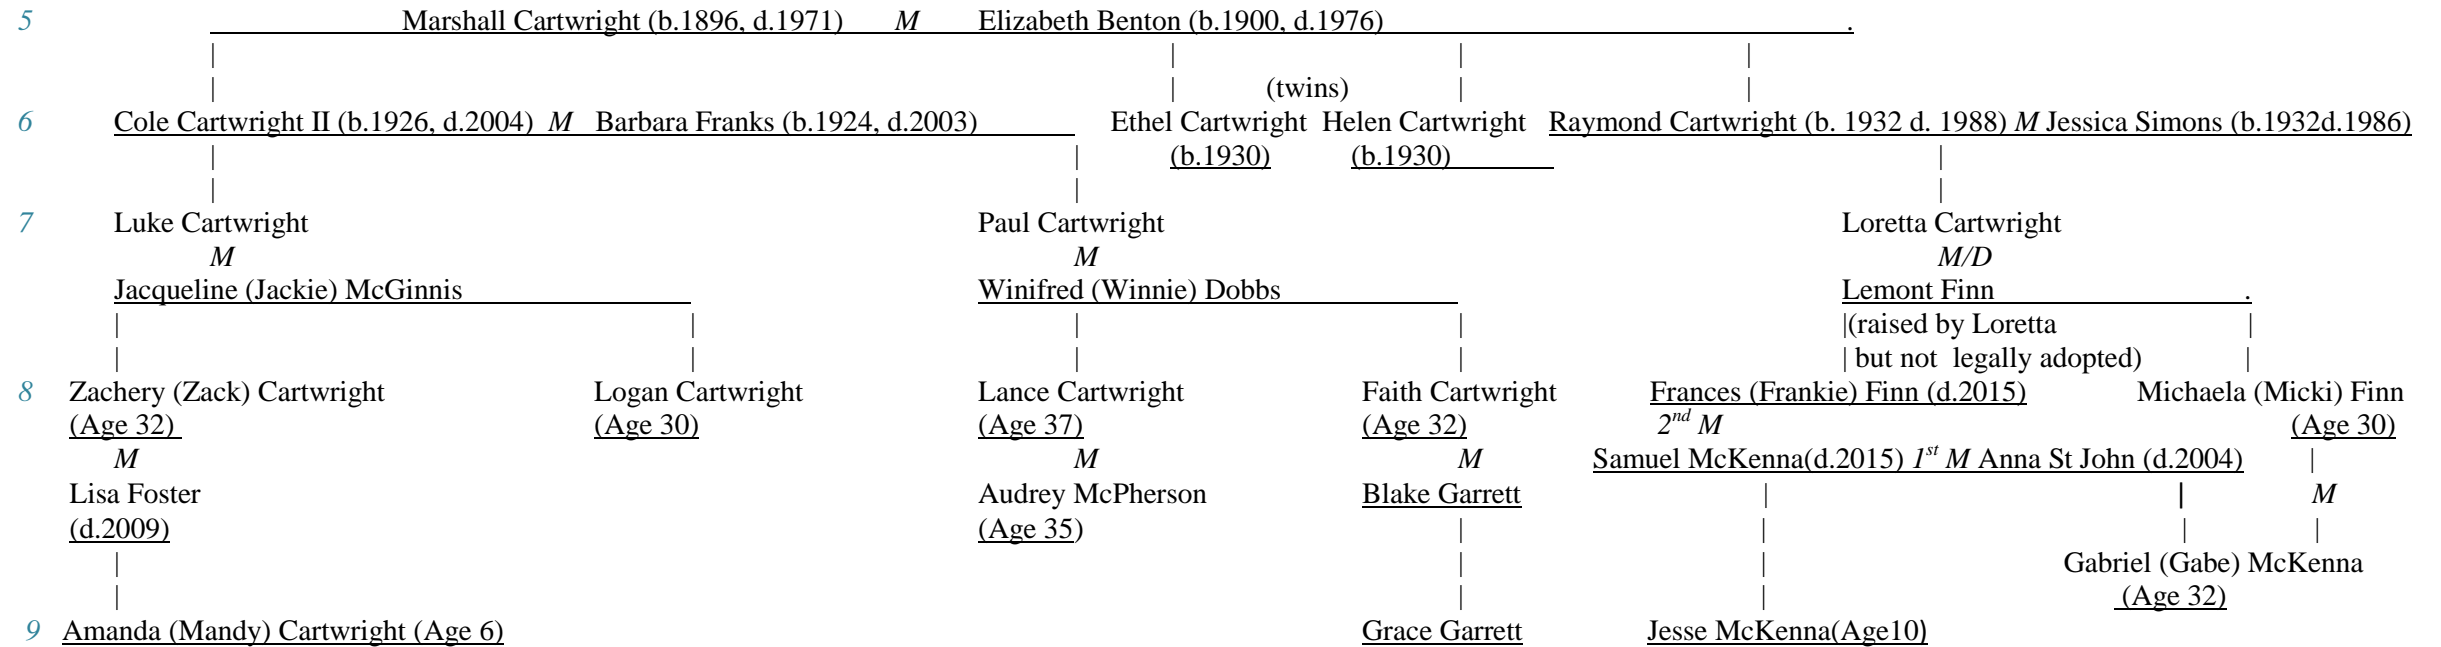 5 Marshall Cartwright (b.1896, d.1971) M Elizabeth Benton (b.1900, d.1976) .
(twins)
6 Cole Cartwright II (b.1926, d.2004) M Barbara Franks (b.1924, d.2003) Ethel Cartwright Helen Cartwright Raymond Cartwright (b. 1932 d. 1988) M Jessica Simons (b.1932d.1986)
(b.1930) (b.1930)
7 Luke Cartwright Paul Cartwright Loretta Cartwright
M M M/D
Jacqueline (Jackie) McGinnis Winifred (Winnie) Dobbs Lemont Finn .
(raised by Loretta
but not legally adopted)
8 Zachery (Zack) Cartwright Logan Cartwright Lance Cartwright Faith Cartwright Frances (Frankie) Finn (d.2015) Michaela (Micki) Finn
(Age 32) (Age 30) (Age 37) (Age 32) 2nd M (Age 30)
M M M Samuel McKenna(d.2015) 1st M Anna St John (d.2004)
Lisa Foster Audrey McPherson Blake Garrett M
(d.2009) (Age 35)
Gabriel (Gabe) McKenna
(Age 32)
9 Amanda (Mandy) Cartwright (Age 6) Grace Garrett Jesse McKenna(Age10)